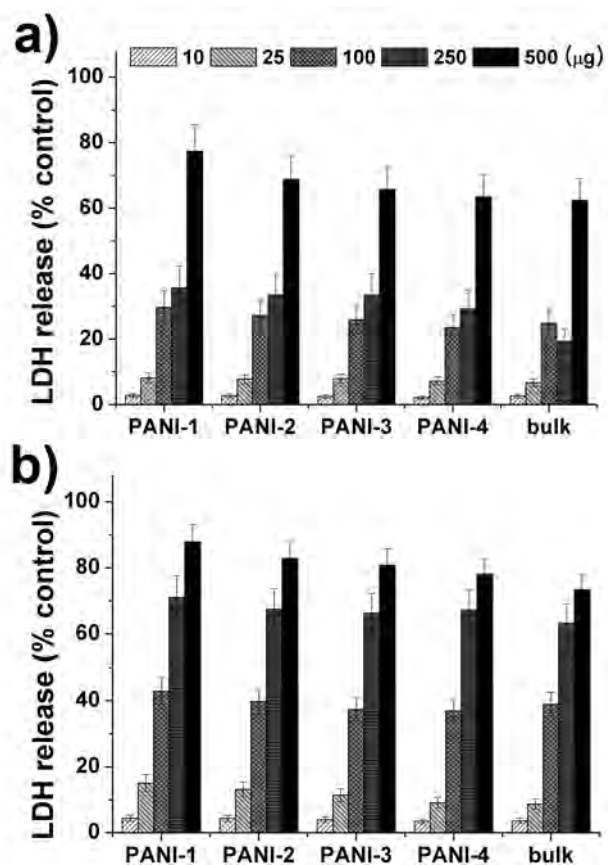 a)
10 25 100 250 500 (μg)
LDH release (% control)
100
80
60
40
20
0
PANI-1 PANI-2 PANI-3 PANI-4 bulk
b)
LDH release (% control)
100
80
60
40
20
0
PANI-1 PANI-2 PANI-3 PANI-4 bulk